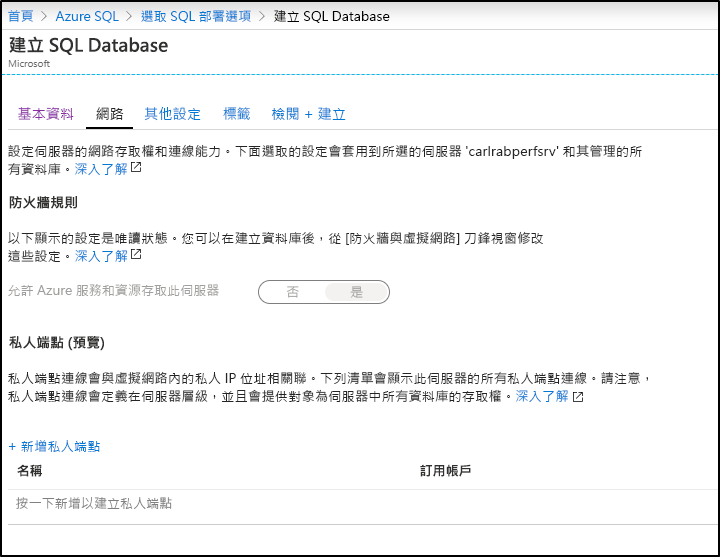 首頁 > Azure SQL > 選取 SQL 部署選項 > 建立 SQL Database
建立 SQL Database
Microsoft
基本資料 網路 其他設定 標籤 檢閱 + 建立
設定伺服器的網路存取權和連線能力。下面選取的設定會套用到所選的伺服器 'carlrabperfsrv' 和其管理的所
有資料庫。深入了解
防火牆規則
以下顯示的設定是唯讀狀態。您可以在建立資料庫後，從 [防火牆與虛擬網路] 刀鋒視窗修改
這些設定。深入了解
允許 Azure 服務和資源存取此伺服器 否 是
私人端點 (預覽)
私人端點連線會與虛擬網路內的私人 IP 位址相關聯。下列清單會顯示此伺服器的所有私人端點連線。請注意，
私人端點連線會定義在伺服器層級，並且會提供對象為伺服器中所有資料庫的存取權。深入了解
+ 新增私人端點
名稱 訂用帳戶
按一下新增以建立私人端點